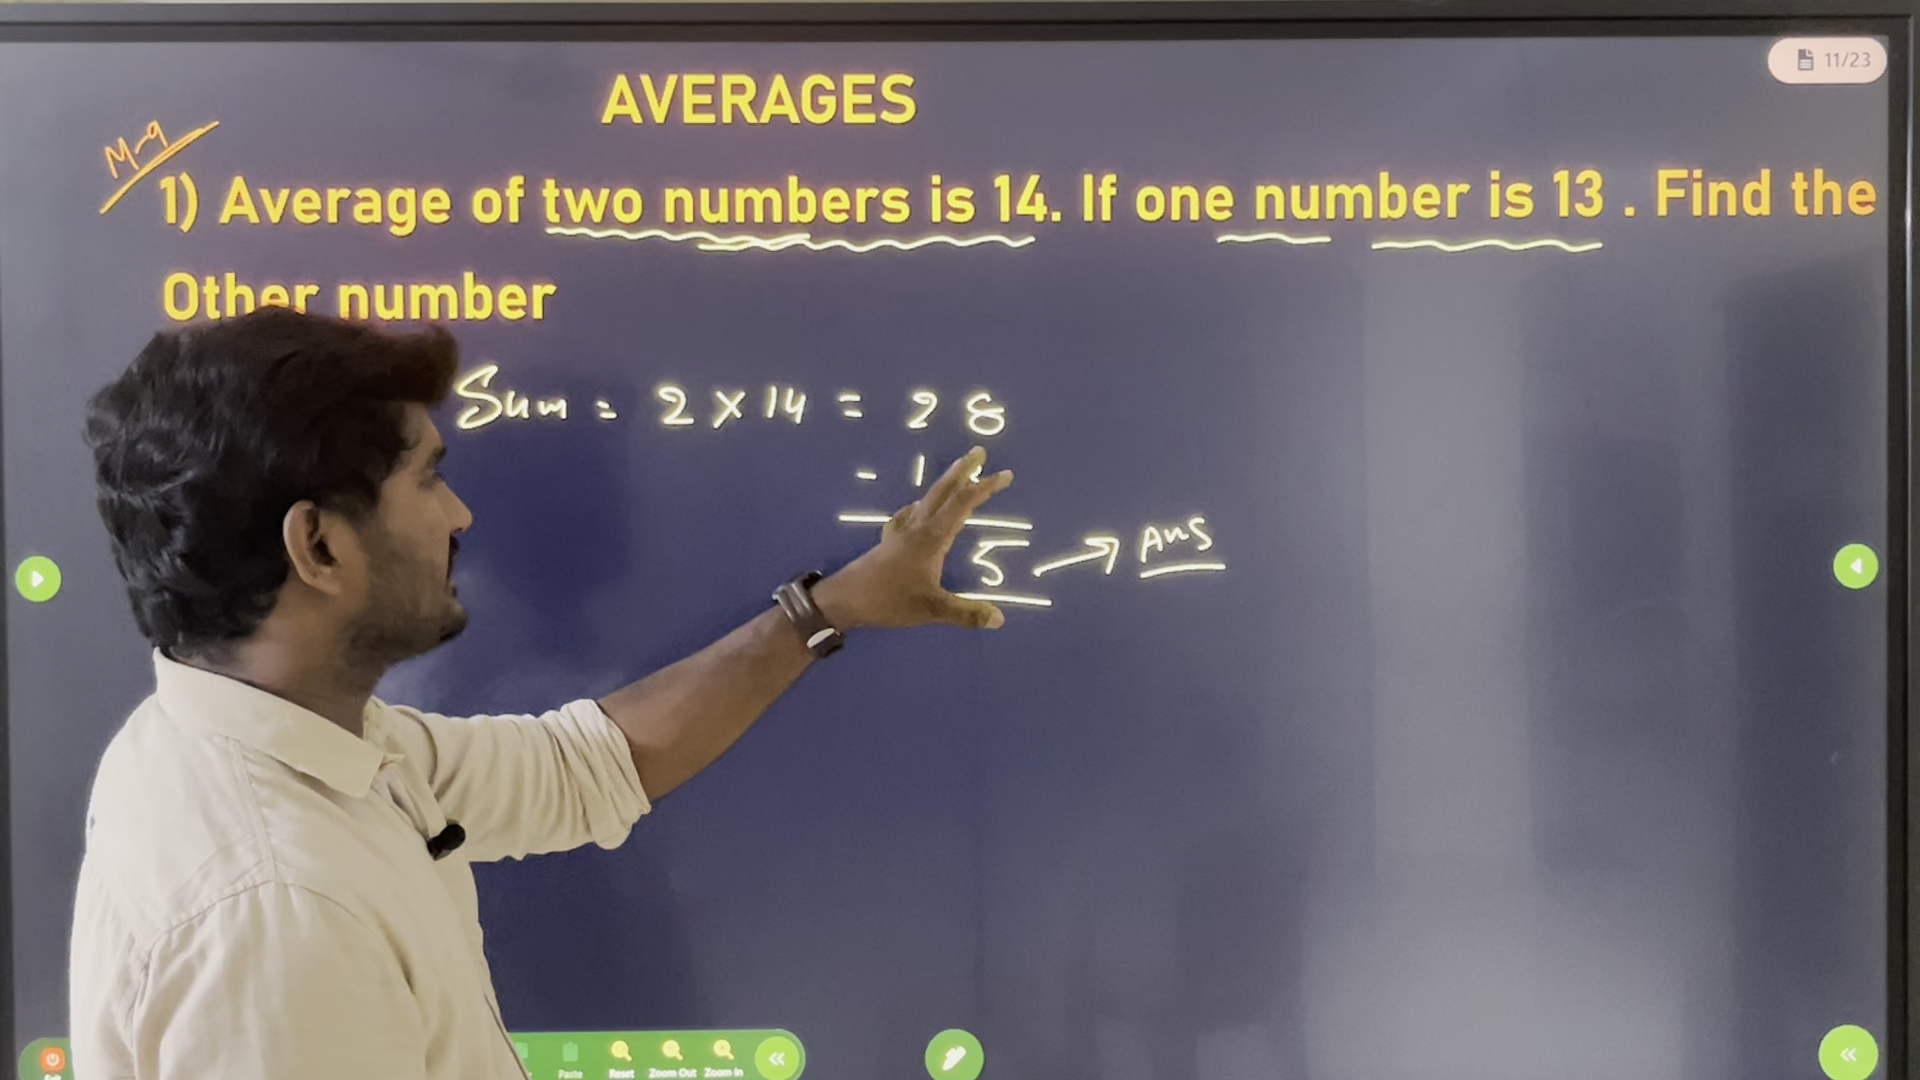 11/23
AVERAGES
M-9
1) Average of two numbers is 14. If one number is 13 . Find the
Other number
Sum = 2 × 14 = 28
- 1
5 → Ans
Paste Reset Zoom Out Zoom In